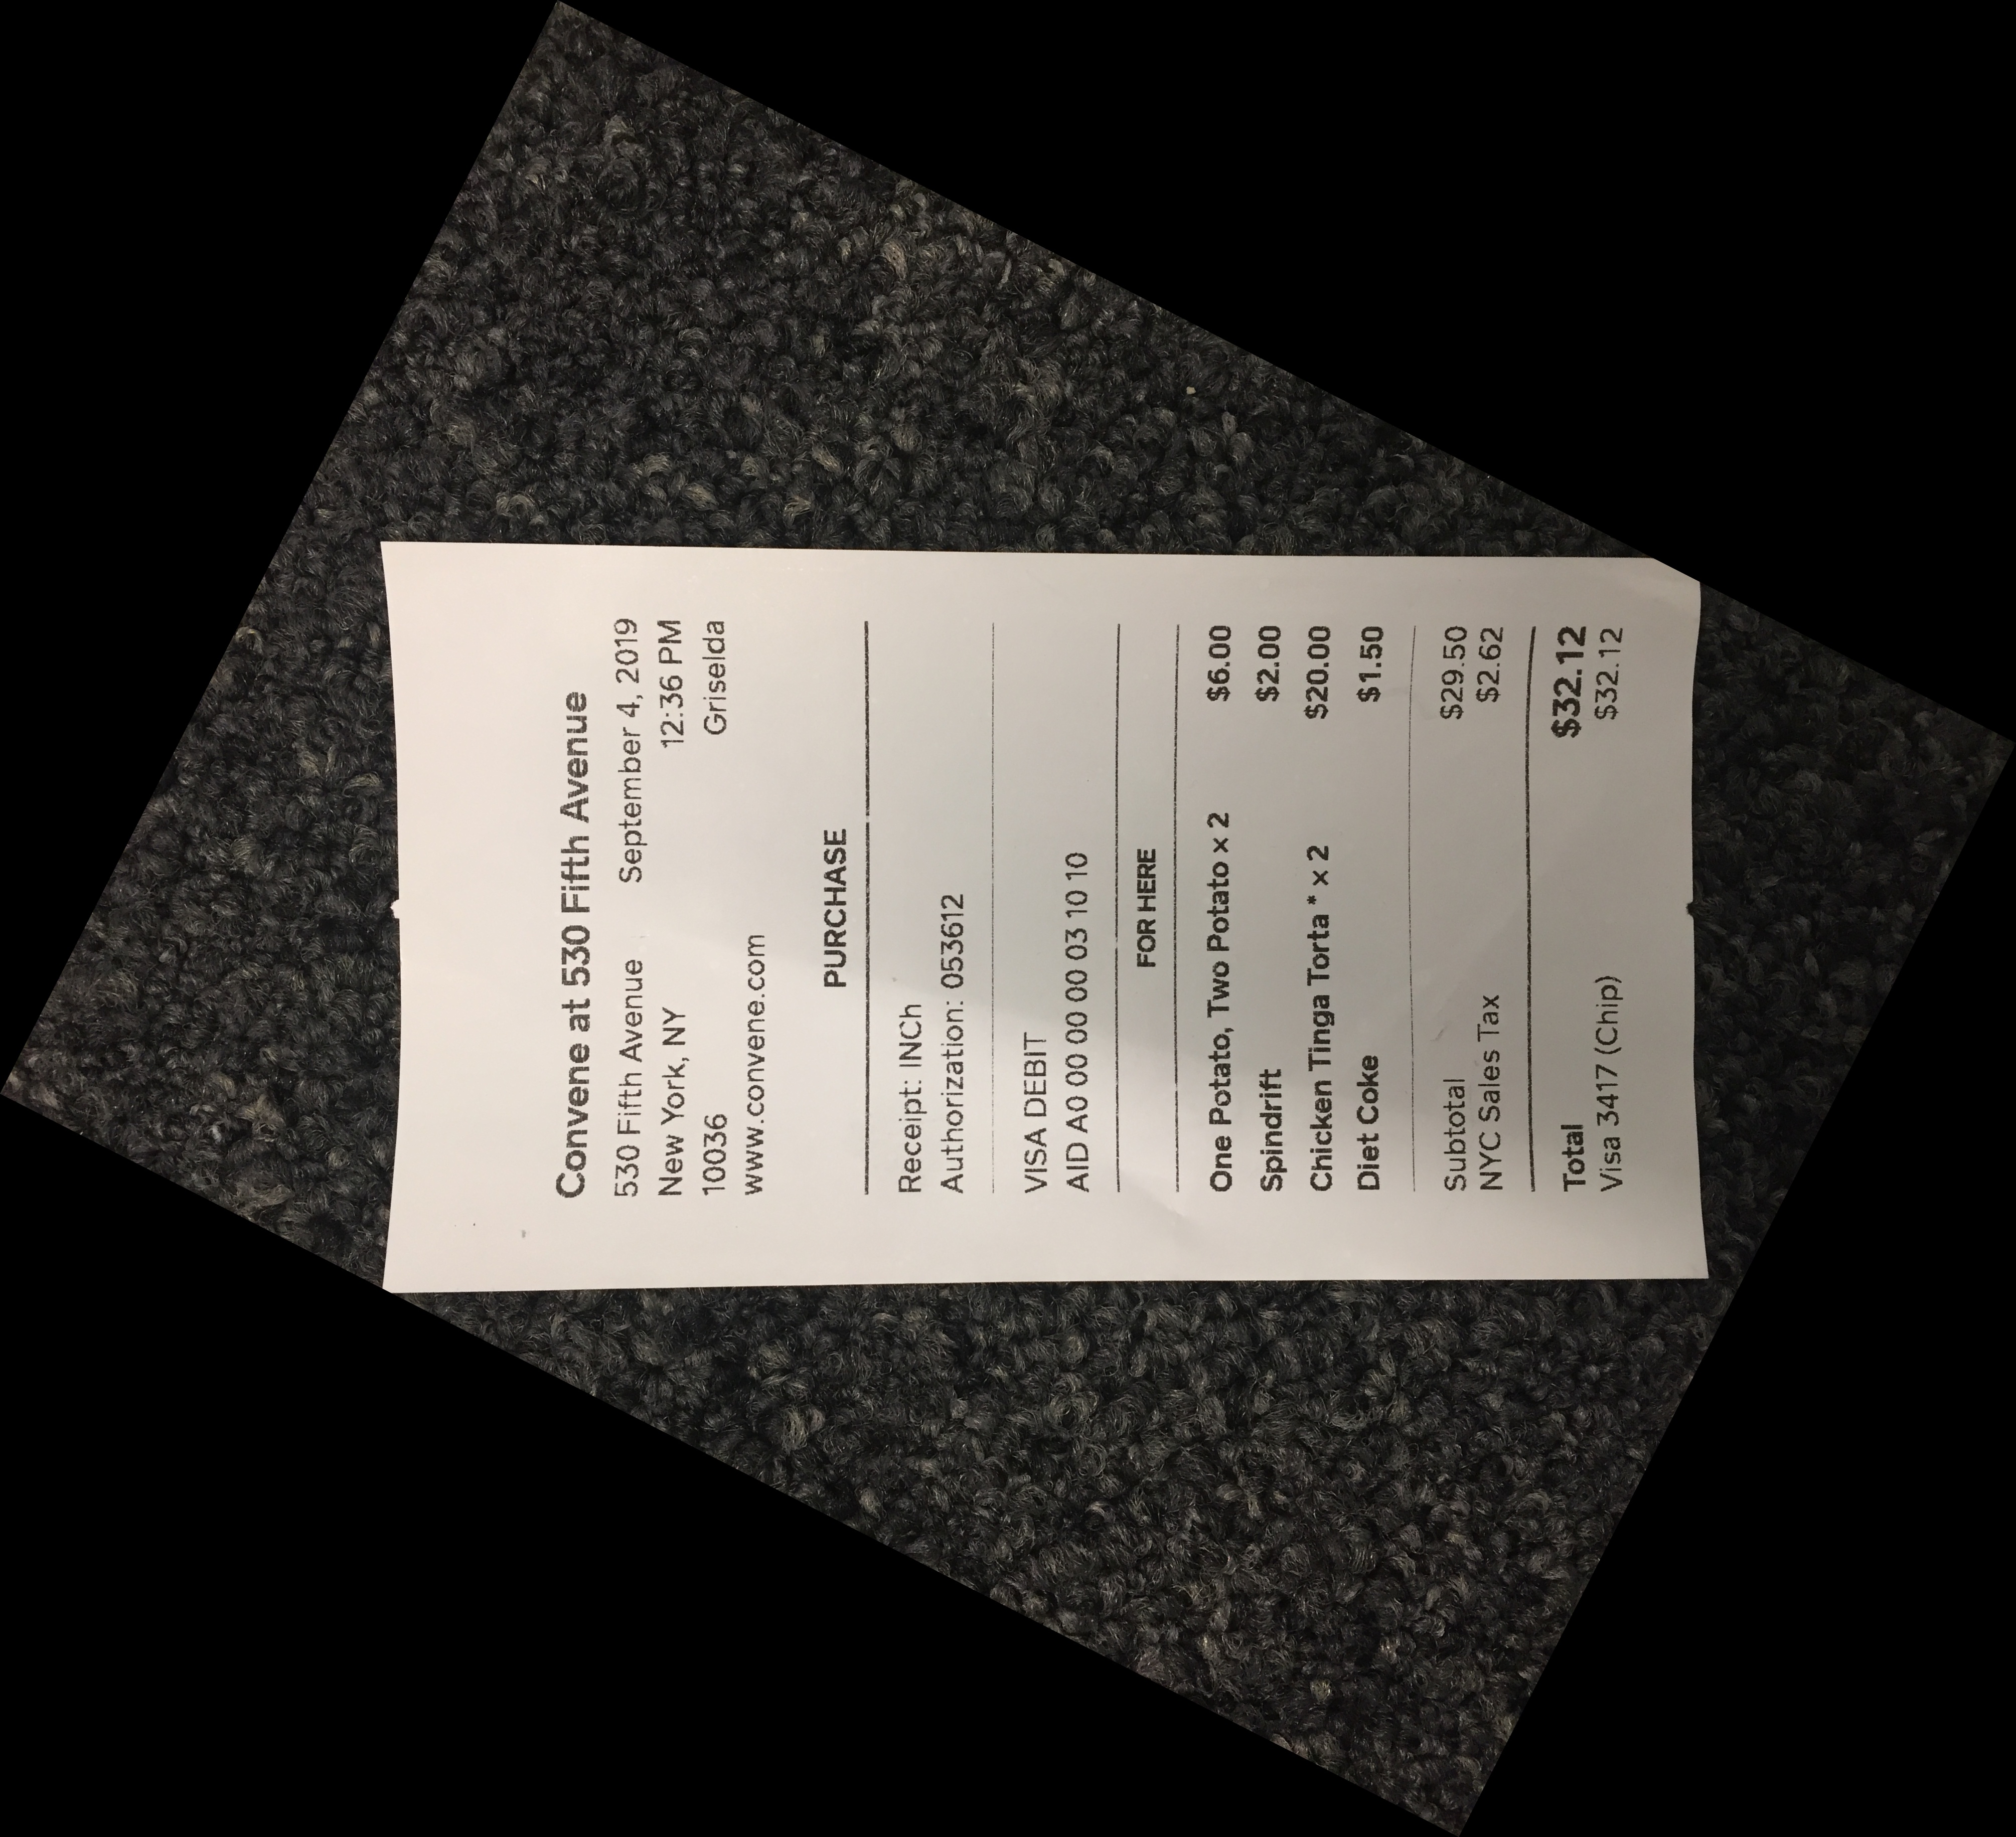 Convene at 530 Fifth Avenue
530 Fifth Avenue September 4, 2019
New York, NY 12:36 PM
10036 Griselda
www.convene.com
PURCHASE
Receipt: INCh
Authorization: 053612
VISA DEBIT
AID A0 00 00 00 03 10 10
FOR HERE
One Potato, Two Potato × 2 $6.00
Spindrift $2.00
Chicken Tinga Torta * × 2 $20.00
Diet Coke $1.50
Subtotal $29.50
NYC Sales Tax $2.62
Total $32.12
Visa 3417 (Chip) $32.12